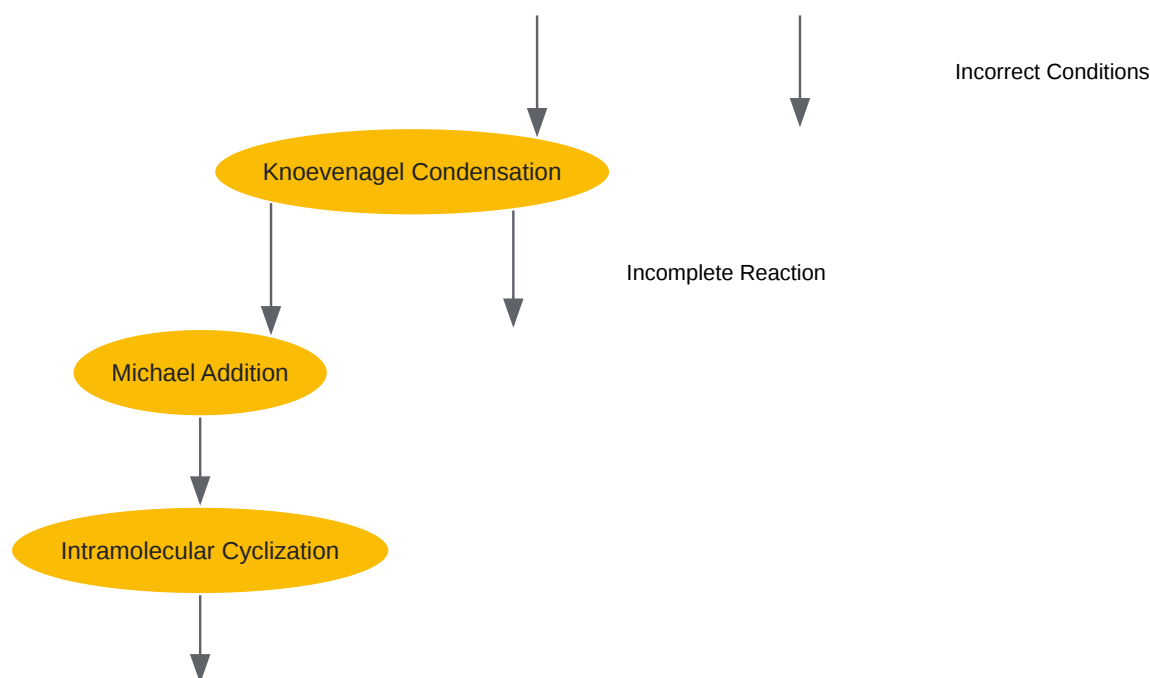 Incorrect Conditions
Knoevenagel Condensation
Incomplete Reaction
Michael Addition
Intramolecular Cyclization